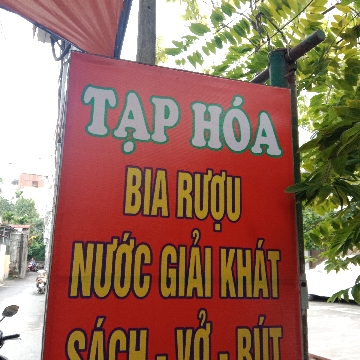 TẠP HÓA
BIA RƯỢU
NƯỚC GIẢI KHÁT
SÁCH - VỞ - BÚT